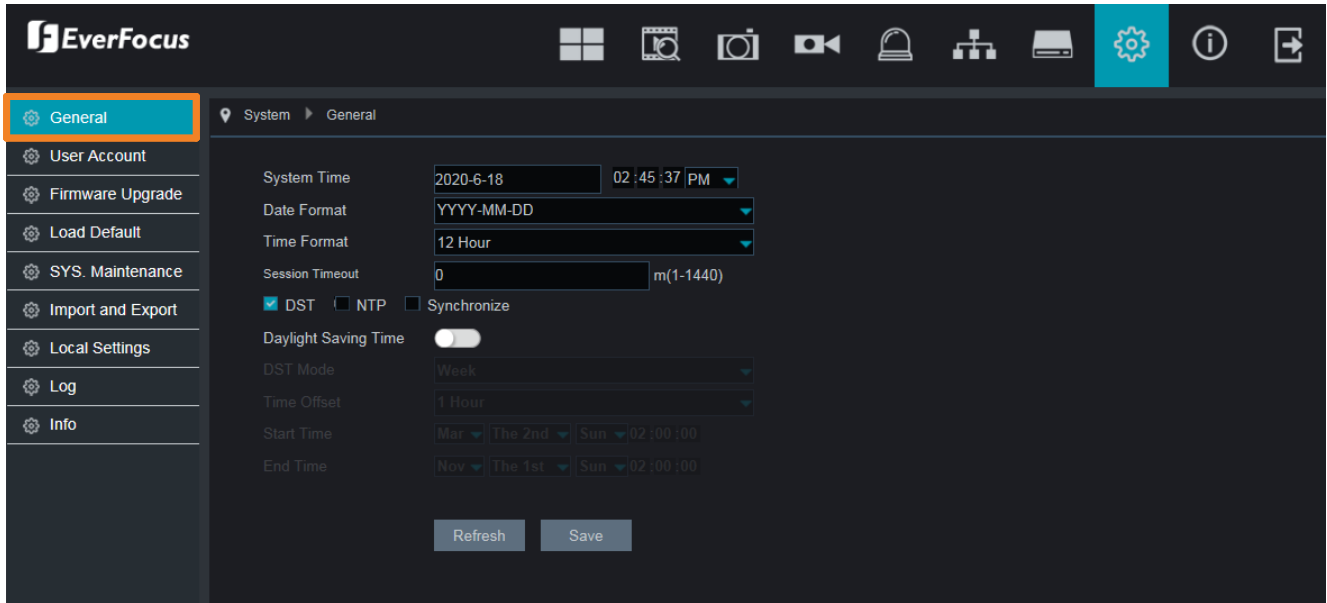 EverFocus
General
User Account
Firmware Upgrade
Load Default
SYS. Maintenance
Import and Export
Local Settings
Log
Info
System General
System Time 2020-6-18 02 :45 :37 PM
Date Format YYYY-MM-DD
Time Format 12 Hour
Session Timeout 0 m(1-1440)
DST NTP Synchronize
Daylight Saving Time
DST Mode Week
Time Offset 1 Hour
Start Time Mar The 2nd Sun 02 :00 :00
End Time Nov The 1st Sun 02 :00 :00
Refresh Save